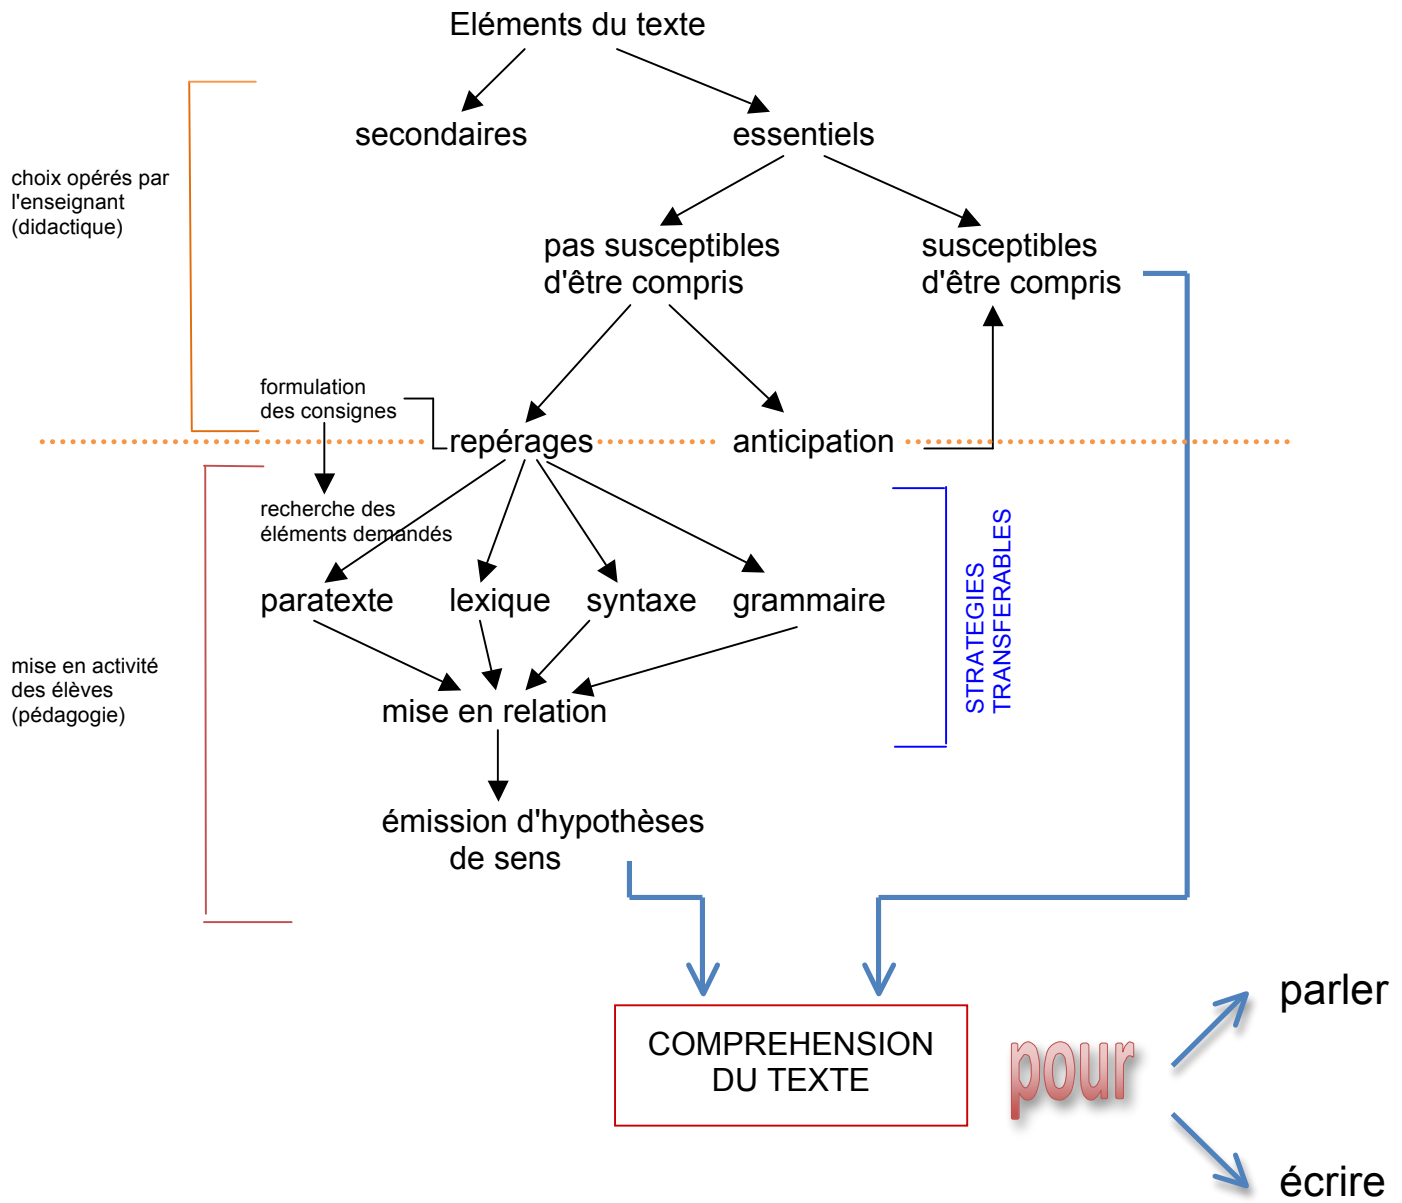 Eléments du texte
secondaires
essentiels
choix opérés par
l'enseignant
(didactique)
pas susceptibles
d'être compris
susceptibles
d'être compris
formulation
des consignes
repérages
anticipation
recherche des
éléments demandés
paratexte
lexique
syntaxe
grammaire
STRATEGIES
TRANSFERABLES
mise en activité
des élèves
(pédagogie)
mise en relation
émission d'hypothèses
de sens
COMPREHENSION
DU TEXTE
pour
parler
écrire